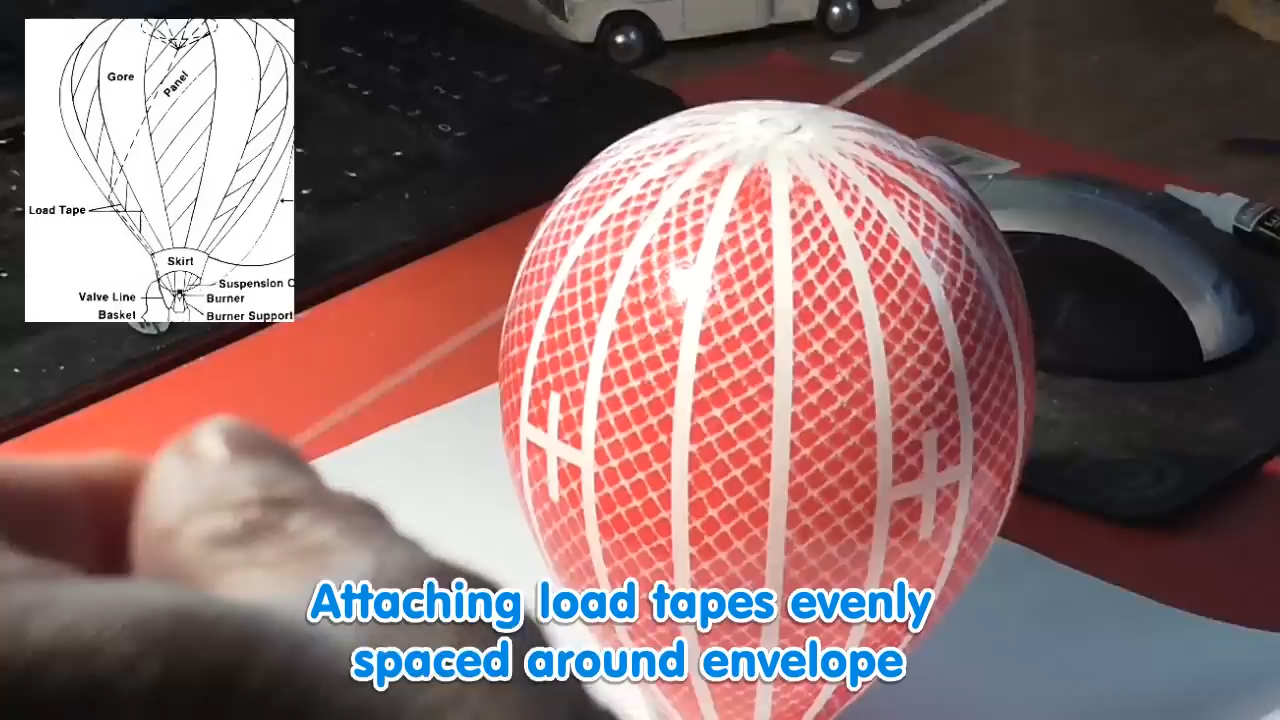 Gore
Panel
Load Tape
Skirt
Suspension C
Valve Line
Burner
Basket
Burner Support
Attaching load tapes evenly
spaced around envelope